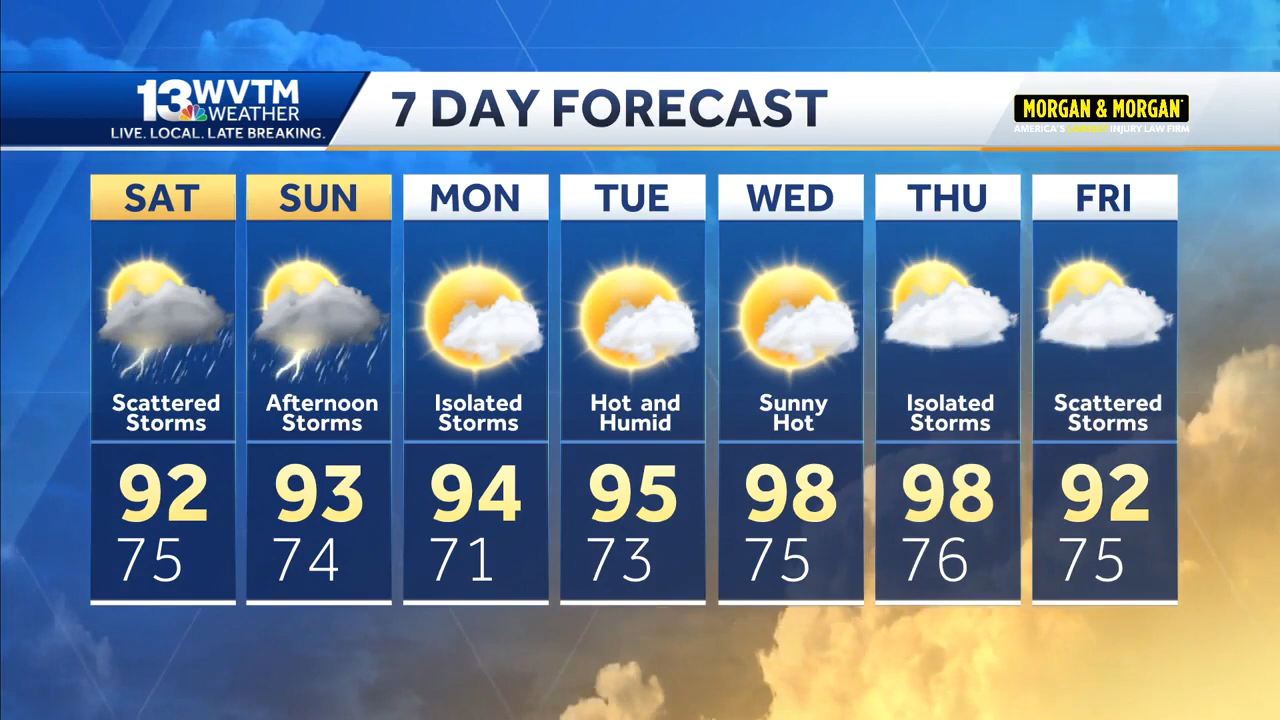 13 WVTM
WEATHER
LIVE. LOCAL. LATE BREAKING.
7 DAY FORECAST
MORGAN & MORGAN
AMERICA'S LARGEST INJURY LAW FIRM
SAT
SUN
MON
TUE
WED
THU
FRI
Scattered
Storms
Afternoon
Storms
Isolated
Storms
Hot and
Humid
Sunny
Hot
Isolated
Storms
Scattered
Storms
92
93
94
95
98
98
92
75
74
71
73
75
76
75